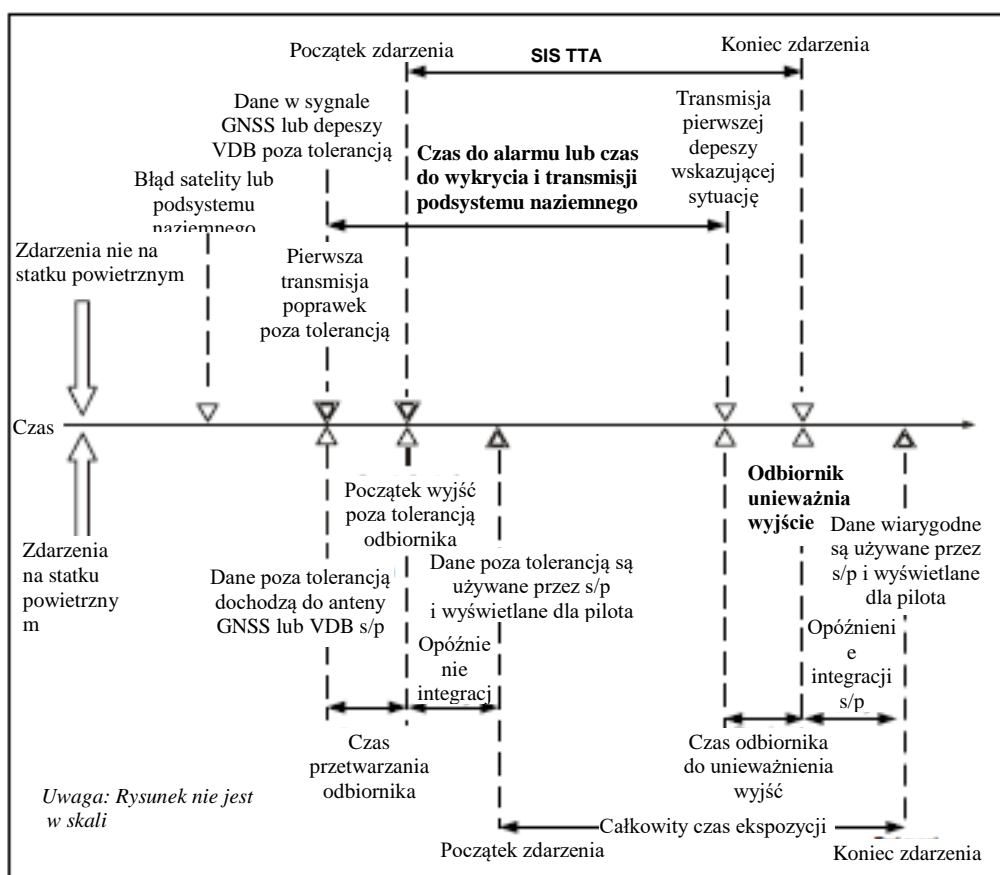 Początek zdarzenia
SIS TTA
Koniec zdarzenia
Dane w sygnale
GNSS lub depeszy
VDB poza tolerancją
Czas do alarmu lub czas
do wykrycia i transmisji
podsystemu naziemnego
Transmisja
pierwszej
depeszy
wskazującej
sytuację
Błąd satelity lub
podsystemu
naziemnego
Zdarzenia nie na
statku powietrznym
Pierwsza
transmisja
poprawek
poza tolerancją
Czas
Zdarzenia
na statku
powietrzny
m
Początek wyjść
poza tolerancją
odbiornika
Odbiornik
unieważnia
wyjście
Dane poza tolerancją
dochodzą do anteny
GNSS lub VDB s/p
Dane poza tolerancją są
używane przez s/p
i wyświetlane dla pilota
Dane wiarygodne
są używane przez
s/p i wyświetlane
dla pilota
Opóźnie
nie
integracj
Opóźnieni
e
integracji
s/p
Czas
przetwarzania
odbiornika
Czas odbiornika
do unieważnienia
wyjść
Uwaga: Rysunek nie jest
w skali
Całkowity czas ekspozycji
Początek zdarzenia
Koniec zdarzenia